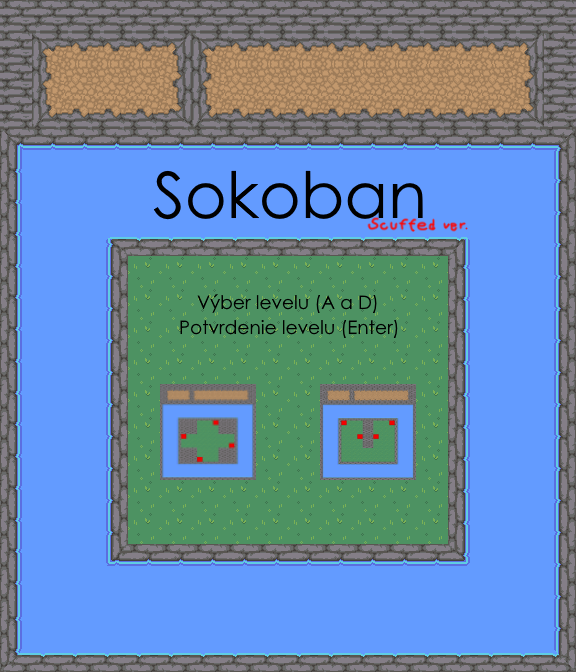 Sokoban
Scuffed ver.
Výber levelu (A a D)
Potvrdenie levelu (Enter)